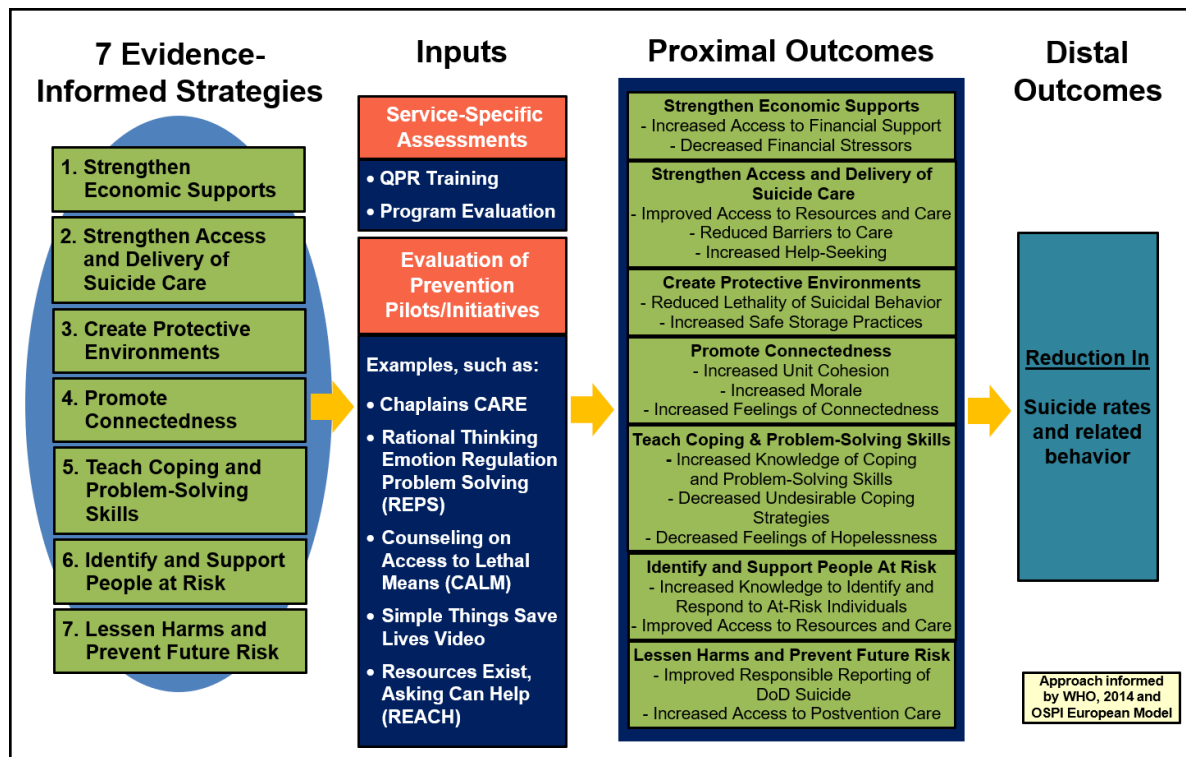 7 Evidence-
Informed Strategies
1. Strengthen
Economic Supports
2. Strengthen Access
and Delivery of
Suicide Care
3. Create Protective
Environments
4. Promote
Connectedness
5. Teach Coping and
Problem-Solving
Skills
6. Identify and Support
People at Risk
7. Lessen Harms and
Prevent Future Risk
Inputs
Service-Specific
Assessments
• QPR Training
• Program Evaluation
Evaluation of
Prevention
Pilots/Initiatives
Examples, such as:
• Chaplains CARE
• Rational Thinking
Emotion Regulation
Problem Solving
(REPS)
• Counseling on
Access to Lethal
Means (CALM)
• Simple Things Save
Lives Video
• Resources Exist,
Asking Can Help
(REACH)
Proximal Outcomes
Strengthen Economic Supports
- Increased Access to Financial Support
- Decreased Financial Stressors
Strengthen Access and Delivery of
Suicide Care
- Improved Access to Resources and Care
- Reduced Barriers to Care
- Increased Help-Seeking
Create Protective Environments
- Reduced Lethality of Suicidal Behavior
- Increased Safe Storage Practices
Promote Connectedness
- Increased Unit Cohesion
- Increased Morale
- Increased Feelings of Connectedness
Teach Coping & Problem-Solving Skills
- Increased Knowledge of Coping
and Problem-Solving Skills
- Decreased Undesirable Coping
Strategies
- Decreased Feelings of Hopelessness
Identify and Support People At Risk
- Increased Knowledge to Identify and
Respond to At-Risk Individuals
- Improved Access to Resources and Care
Lessen Harms and Prevent Future Risk
- Improved Responsible Reporting of
DoD Suicide
- Increased Access to Postvention Care
Distal
Outcomes
Reduction In
Suicide rates
and related
behavior
Approach informed
by WHO, 2014 and
OSPI European Model